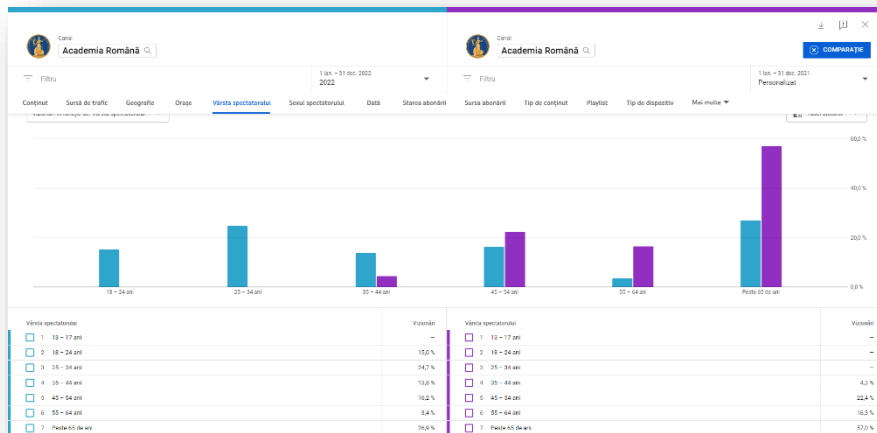 Canal
Canal
Academia Română
Academia Română
COMPARAȚIE
Filtru
1 ian. – 31 dec. 2022
2022
Filtru
1 ian. – 31 dec. 2021
Personalizat
Conținut Sursă de trafic Geografie Orașe Vârsta spectatorului Sexul spectatorului Dată Starea abonării Sursa abonării Tip de conținut Playlist Tip de dispozitiv Mai multe
60,0 %
40,0 %
20,0 %
0,0 %
18 – 24 ani
25 – 34 ani
35 – 44 ani
45 – 54 ani
55 – 64 ani
Peste 65 de ani
Vârsta spectatorului Vizionări Vârsta spectatorului Vizionări
1 13 – 17 ani – 1 13 – 17 ani –
2 18 – 24 ani 15,0 % 2 18 – 24 ani –
3 25 – 34 ani 24,7 % 3 25 – 34 ani –
4 35 – 44 ani 13,8 % 4 35 – 44 ani 4,3 %
5 45 – 54 ani 16,2 % 5 45 – 54 ani 22,4 %
6 55 – 64 ani 3,4 % 6 55 – 64 ani 16,3 %
7 Peste 65 de ani 26,9 % 7 Peste 65 de ani 57,0 %